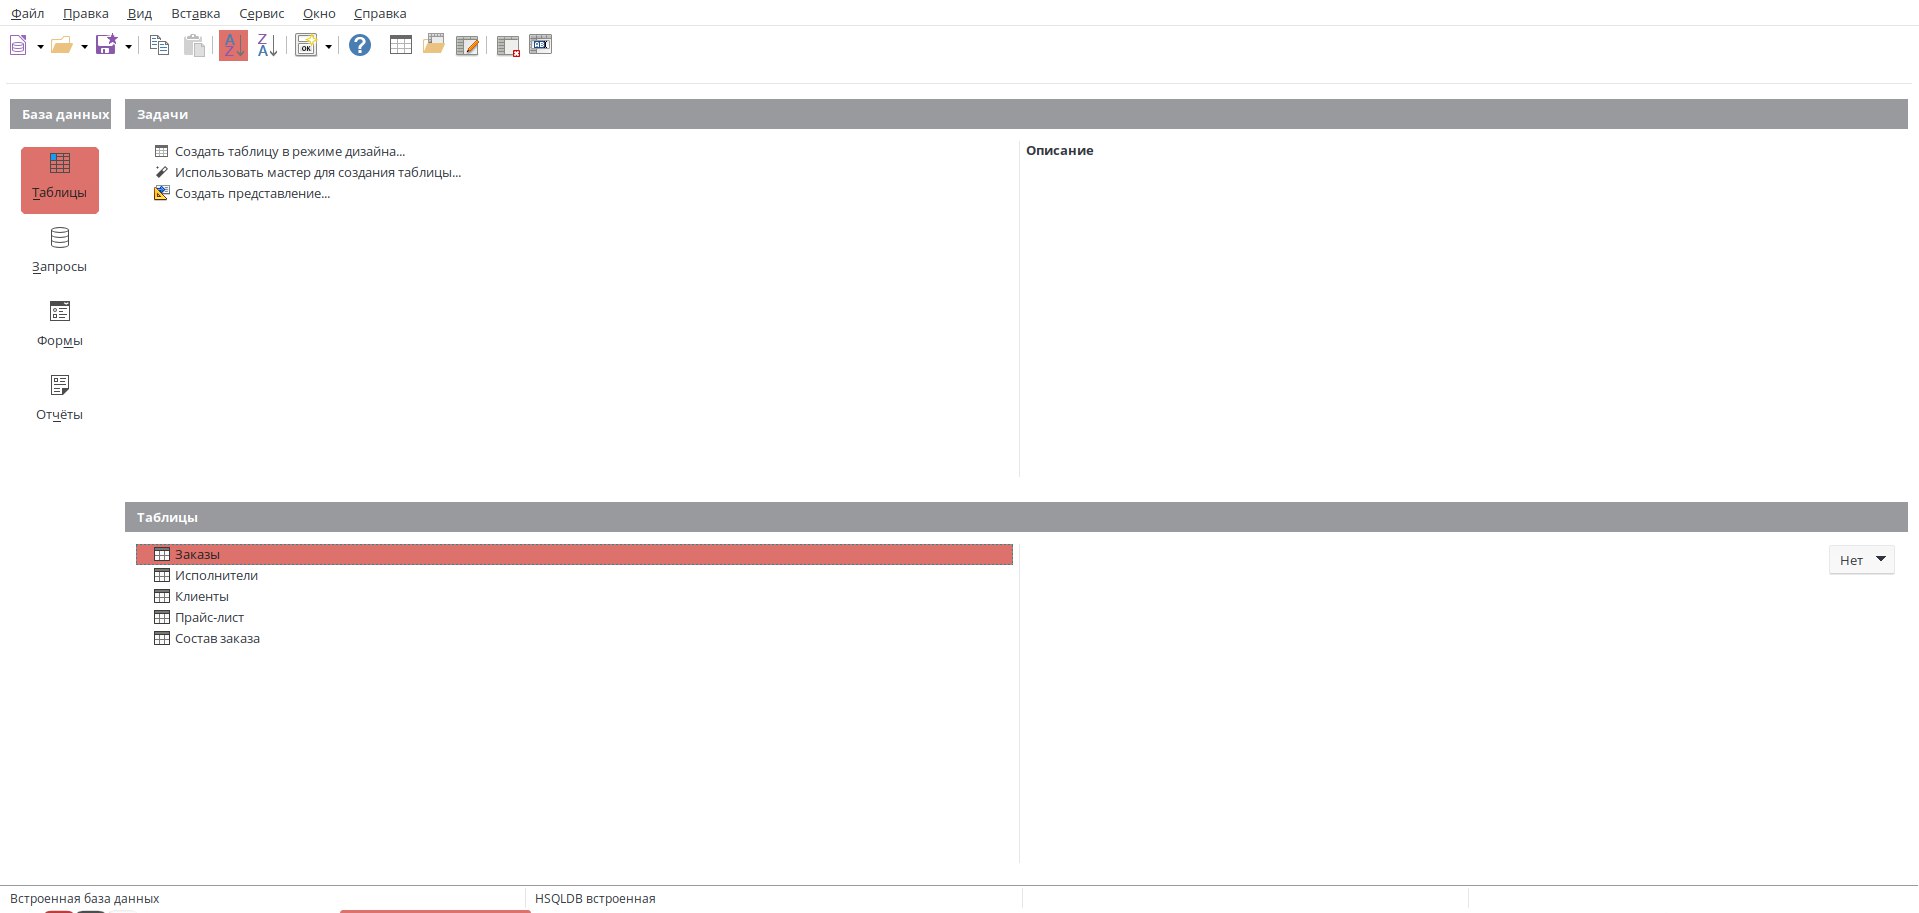 Файл Правка Вид Вставка Сервис Окно Справка
A Z Z A OK ? ABI
База данных
Задачи
Таблицы
Запросы
Формы
Отчёты
Создать таблицу в режиме дизайна...
Использовать мастер для создания таблицы...
Создать представление...
Описание
Таблицы
Заказы
Исполнители
Клиенты
Прайс-лист
Состав заказа
Нет
Встроенная база данных
HSQLDB встроенная